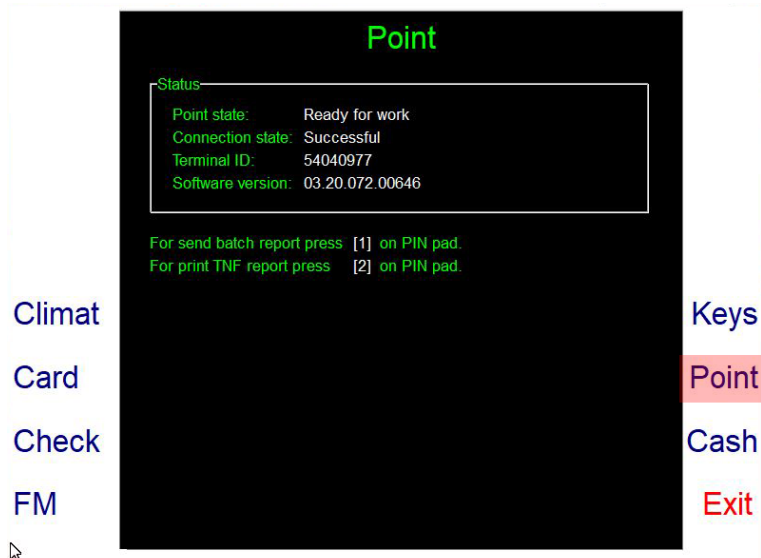 Point
Status
Point state: Ready for work
Connection state: Successful
Terminal ID: 54040977
Software version: 03.20.072.00646
For send batch report press [1] on PIN pad.
For print TNF report press [2] on PIN pad.
Climat
Keys
Card
Point
Check
Cash
FM
Exit